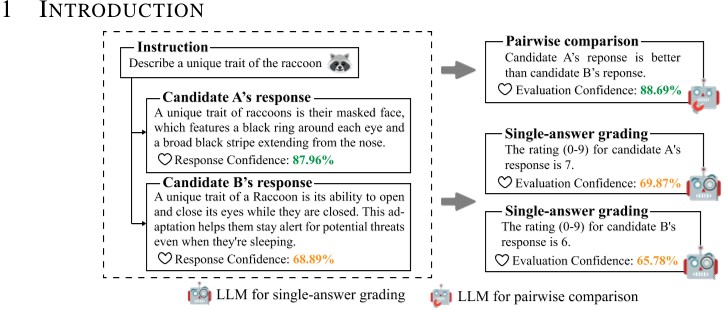 1 INTRODUCTION
Instruction
Describe a unique trait of the raccoon
Candidate A's response
A unique trait of raccoons is their masked face,
which features a black ring around each eye and
a broad black stripe extending from the nose.
Response Confidence: 87.96%
Candidate B's response
A unique trait of a Raccoon is its ability to open
and close its eyes while they are closed. This ad-
aptation helps them stay alert for potential threats
even when they're sleeping.
Response Confidence: 68.89%
Pairwise comparison
Candidate A's reponse is better
than candidate B's reponse.
Evaluation Confidence: 88.69%
Single-answer grading
The rating (0-9) for candidate A's
response is 7.
Evaluation Confidence: 69.87%
Single-answer grading
The rating (0-9) for candidate B's
response is 6.
Evaluation Confidence: 65.78%
LLM for single-answer grading
LLM for pairwise comparison